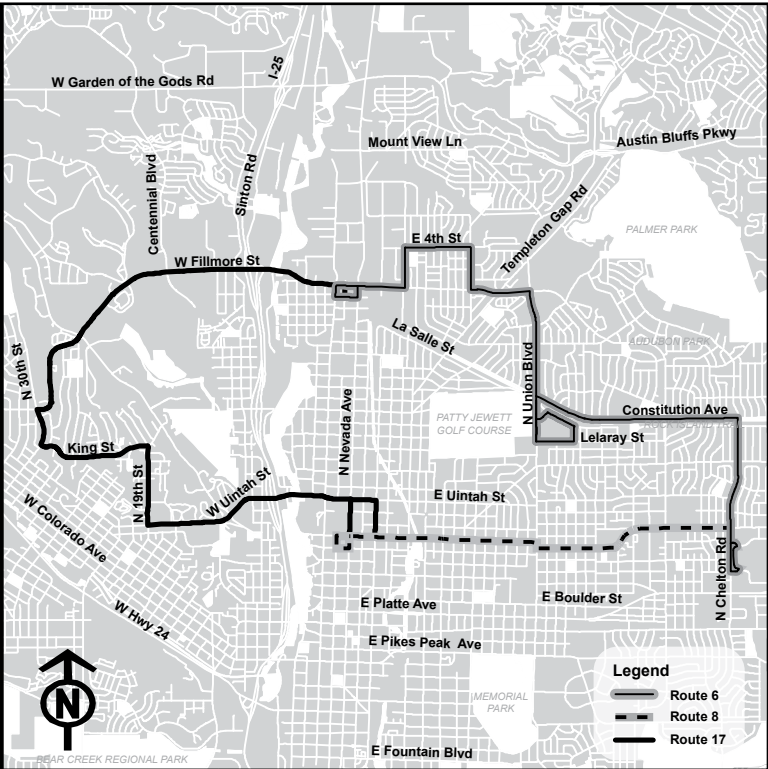 I-25
W Garden of the Gods Rd
Mount View Ln
Austin Bluffs Pkwy
Centennial Blvd
Sinton Rd
Templeton Gap Rd
PALMER PARK
E 4th St
W Fillmore St
La Salle St
N Union Blvd
AUDUBON PARK
N 30th St
N Nevada Ave
PATTY JEWETT
GOLF COURSE
Constitution Ave
ROCK ISLAND TRAIL
Lelaray St
King St
N 19th St
W Uintah St
E Uintah St
W Colorado Ave
N Chelton Rd
E Platte Ave
E Boulder St
W Hwy 24
E Pikes Peak Ave
Legend
Route 6
Route 8
Route 17
N
MEMORIAL
PARK
E Fountain Blvd
BEAR CREEK REGIONAL PARK